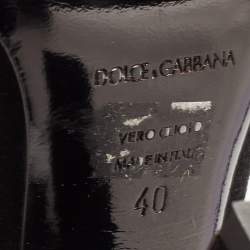 DOLCE & GABBANA
VERO CUOIO
MADE IN ITALY
40